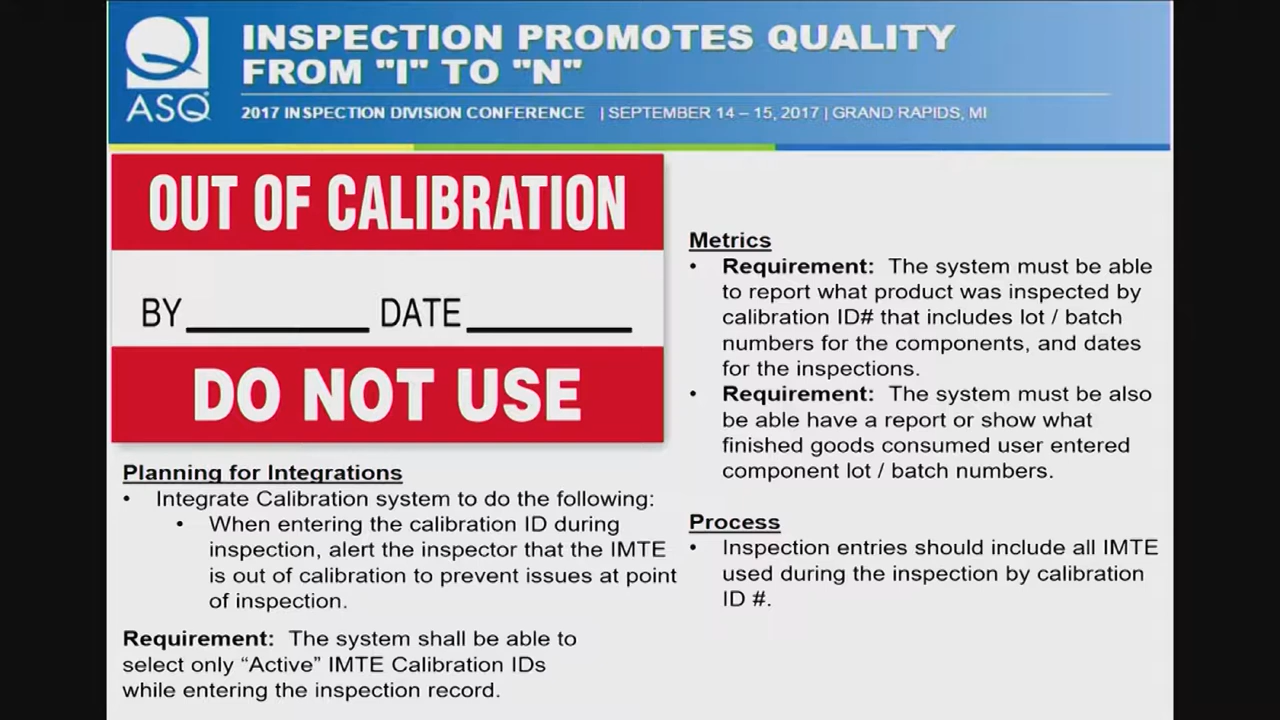 INSPECTION PROMOTES QUALITY
FROM "I" TO "N"
ASQ
2017 INSPECTION DIVISION CONFERENCE | SEPTEMBER 14 – 15, 2017 | GRAND RAPIDS, MI
OUT OF CALIBRATION
BY__________ DATE__________
DO NOT USE
Planning for Integrations
• Integrate Calibration system to do the following:
• When entering the calibration ID during
inspection, alert the inspector that the IMTE
is out of calibration to prevent issues at point
of inspection.
Requirement: The system shall be able to
select only “Active” IMTE Calibration IDs
while entering the inspection record.
Metrics
• Requirement: The system must be able
to report what product was inspected by
calibration ID# that includes lot / batch
numbers for the components, and dates
for the inspections.
• Requirement: The system must be also
be able have a report or show what
finished goods consumed user entered
component lot / batch numbers.
Process
• Inspection entries should include all IMTE
used during the inspection by calibration
ID #.